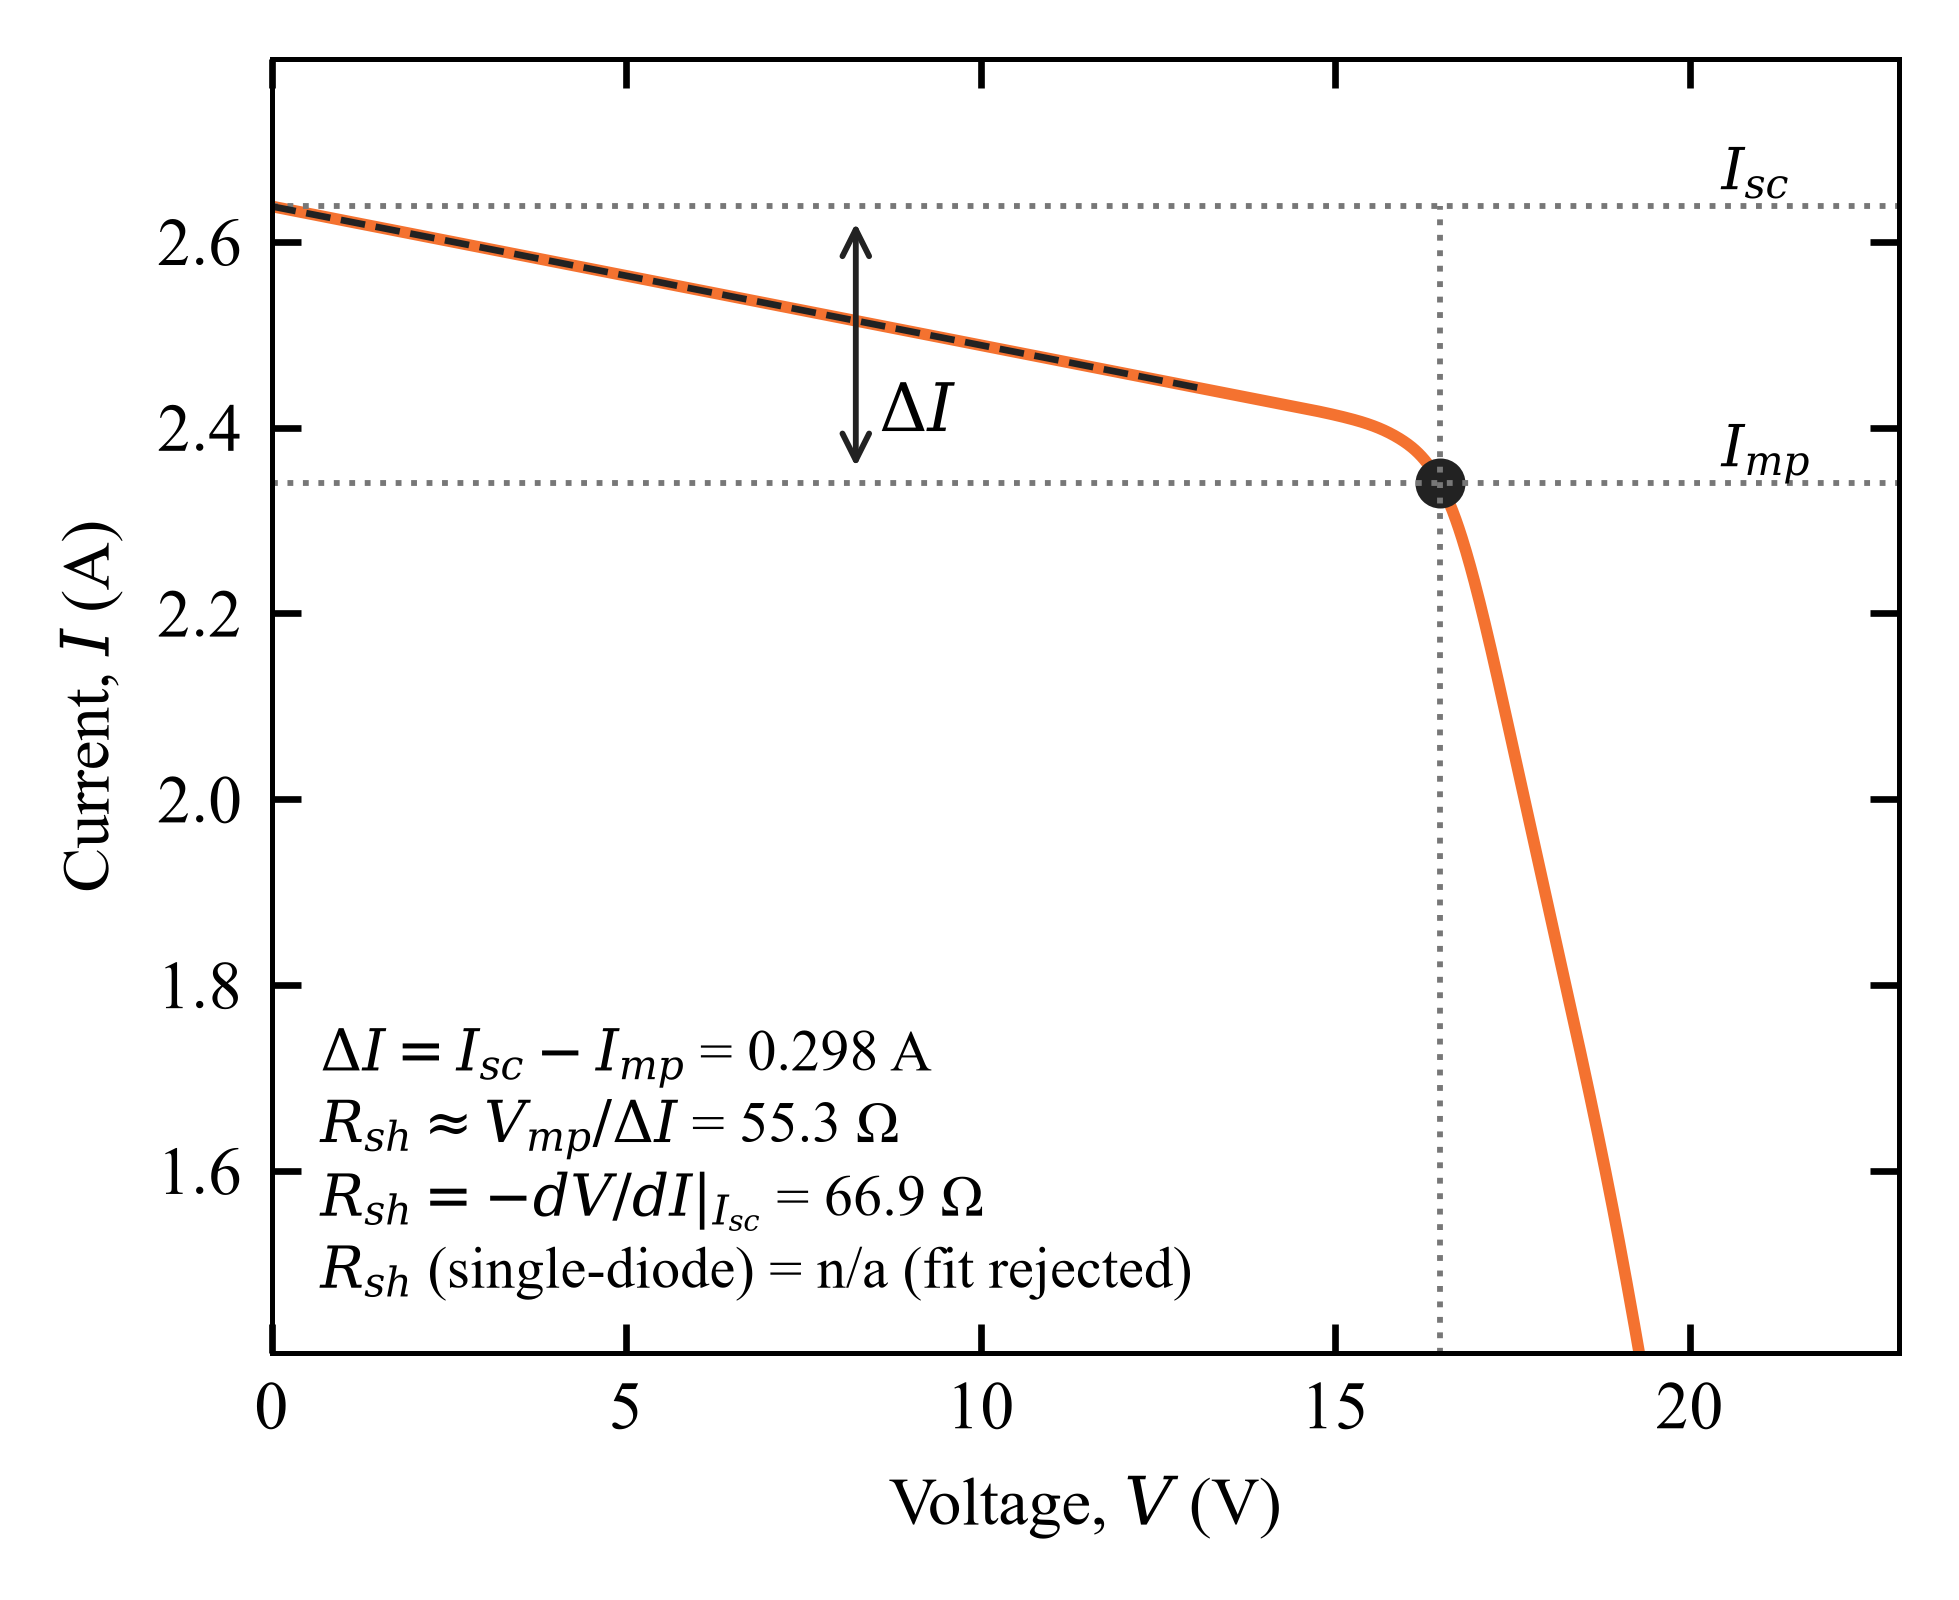 I_sc
2.6
ΔI
2.4
I_mp
2.2
2.0
1.8
1.6
Current, I (A)
ΔI = I_sc − I_mp = 0.298 A
R_sh ≈ V_mp/ΔI = 55.3 Ω
R_sh = −dV/dI|_I_sc = 66.9 Ω
R_sh (single-diode) = n/a (fit rejected)
0 5 10 15 20
Voltage, V (V)